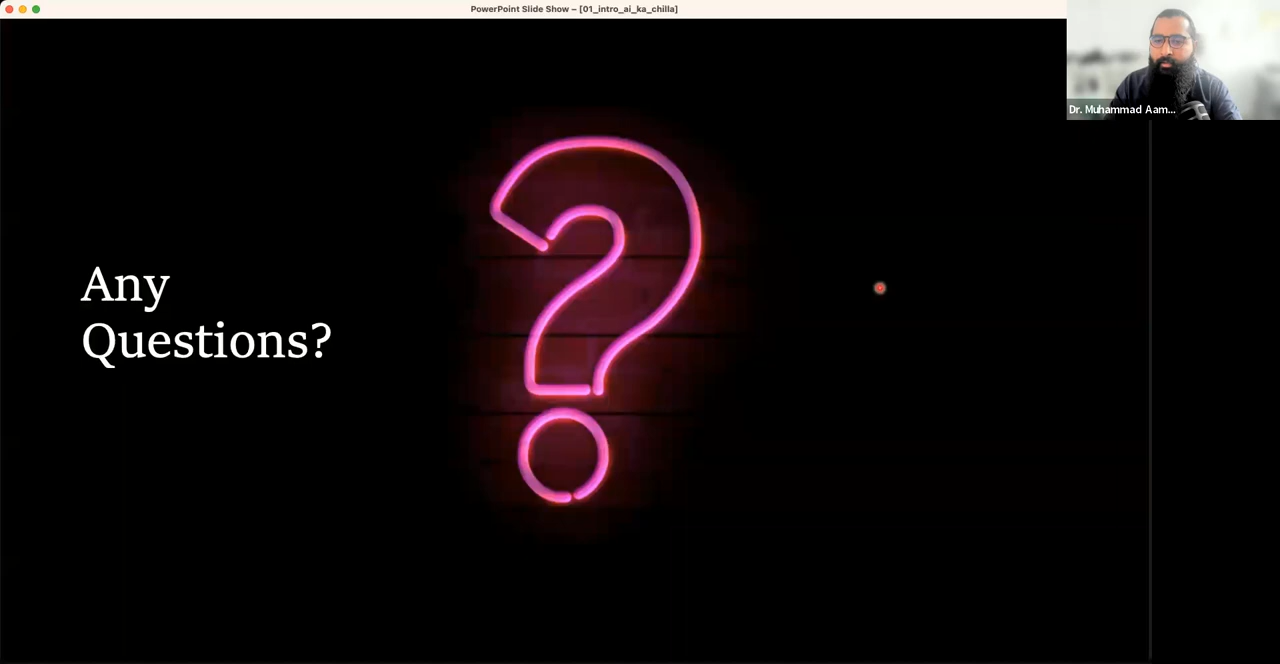 PowerPoint Slide Show – [01_intro_ai_ka_chilla]
Dr. Muhammad Aam...
Any
Questions?